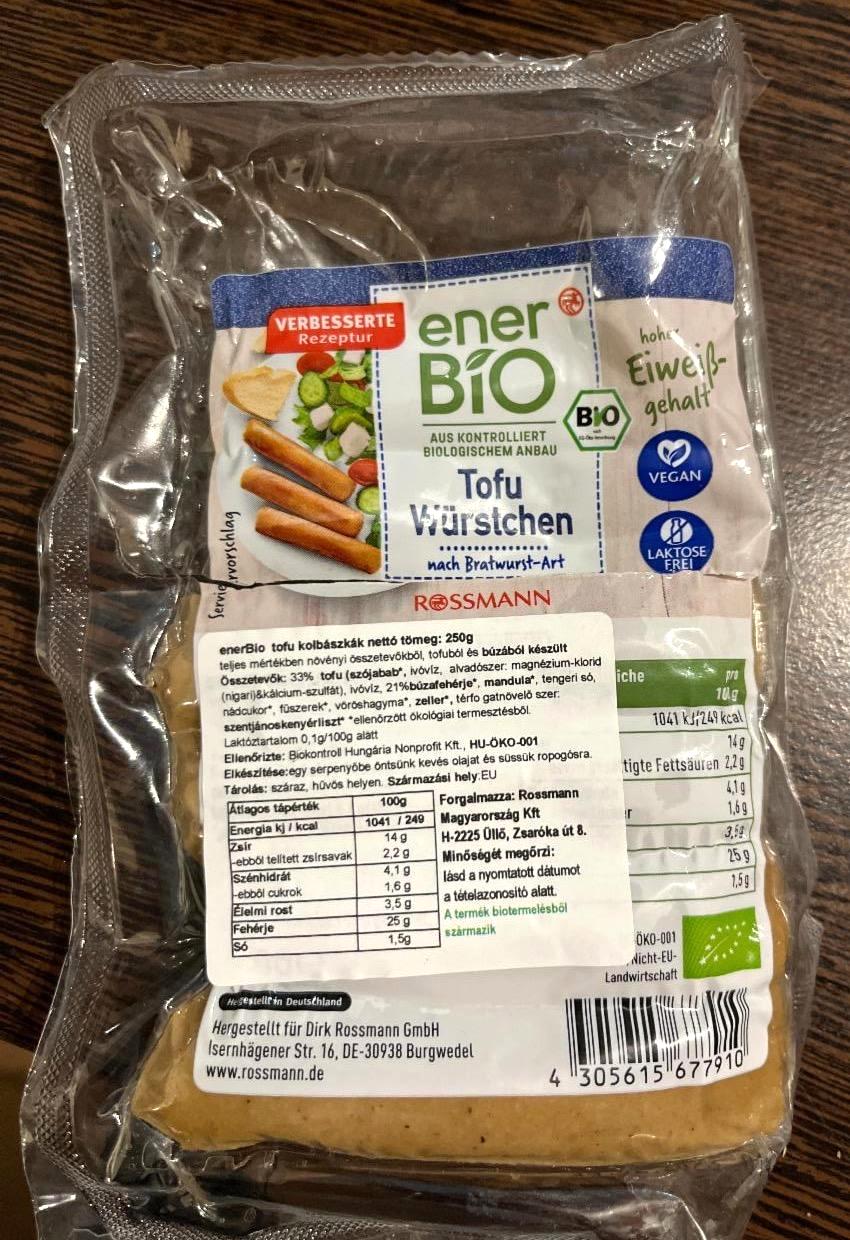 VERBESSERTE
Rezeptur
ener
BiO
AUS KONTROLLIERT
BIOLOGISCHEM ANBAU
Tofu
Würstchen
nach Bratwurst-Art
BIO
nach
EG-Öko-Verordnung
hoher
Eiweiß-
gehalt
VEGAN
LAKTOSE
FREI
ROSSMANN
enerBio tofu kolbászkák nettó tömeg: 250g
teljes mértékben növényi összetevőkből, tofuból és búzából készült
Összetevők: 33% tofu (szójabab*, ivóvíz, alvadószer: magnézium-klorid
(nigari)&kálcium-szulfát), ivóvíz, 21%búzafehérje*, mandula*, tengeri só,
nádcukor*, fűszerek*, vöröshagyma*, zeller*, térfo gatnövelő szer:
szentjánoskenyérliszt* *ellenőrzött ökológiai termesztésből.
Laktóztartalom 0,1g/100g alatt
Ellenőrizte: Biokontroll Hungária Nonprofit Kft., HU-ÖKO-001
Elkészítése:egy serpenyőbe öntsünk kevés olajat és süssük ropogósra.
Tárolás: száraz, hűvös helyen. Származási hely:EU
Átlagos tápérték 100g
Energia kj / kcal 1041 / 249
Zsír 14 g
-ebből telített zsírsavak 2,2 g
Szénhidrát 4,1 g
-ebből cukrok 1,6 g
Élelmi rost 3,5 g
Fehérje 25 g
Só 1,5g
Forgalmazza: Rossmann
Magyarország Kft
H-2225 Üllő, Zsaróka út 8.
Minőségét megőrzi:
lásd a nyomtatott dátumot
a tételazonosító alatt.
A termék biotermelésből
származik
iche pro
1041 kJ/249 kcal
14 g
tigte Fettsäuren 2,2 g
4,1 g
r 1,6 g
3,5 g
25 g
1,5 g
ÖKO-001
Nicht-EU-
Landwirtschaft
Hergestellt in Deutschland
Hergestellt für Dirk Rossmann GmbH
Isernhägener Str. 16, DE-30938 Burgwedel
www.rossmann.de
4 305615 677910